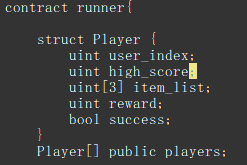 contract runner{
struct Player {
uint user_index;
uint high_score;
uint[3] item_list;
uint reward;
bool success;
}
Player[] public players;